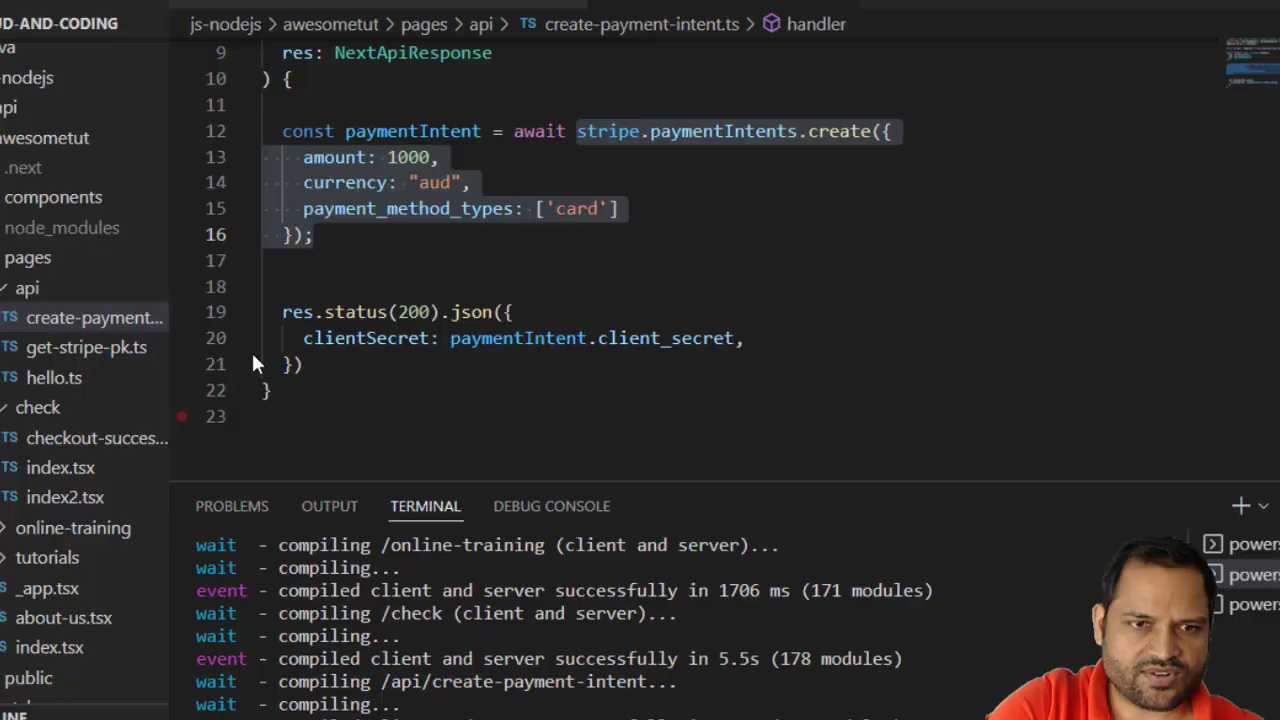 UD-AND-CODING
va
-nodejs
api
awesometut
.next
components
node_modules
pages
api
TS create-payment...
TS get-stripe-pk.ts
TS hello.ts
check
TS checkout-succes...
TS index.tsx
TS index2.tsx
online-training
tutorials
TS _app.tsx
TS about-us.tsx
TS index.tsx
public
LINE
js-nodejs > awesometut > pages > api > TS create-payment-intent.ts > handler
9 res: NextApiResponse
10 ) {
11
12 const paymentIntent = await stripe.paymentIntents.create({
13 amount: 1000,
14 currency: "aud",
15 payment_method_types: ['card']
16 });
17
18
19 res.status(200).json({
20 clientSecret: paymentIntent.client_secret,
21 })
22 }
23
PROBLEMS OUTPUT TERMINAL DEBUG CONSOLE
wait - compiling /online-training (client and server)...
wait - compiling...
event - compiled client and server successfully in 1706 ms (171 modules)
wait - compiling /check (client and server)...
wait - compiling...
event - compiled client and server successfully in 5.5s (178 modules)
wait - compiling /api/create-payment-intent...
wait - compiling...
powers
powers
powers